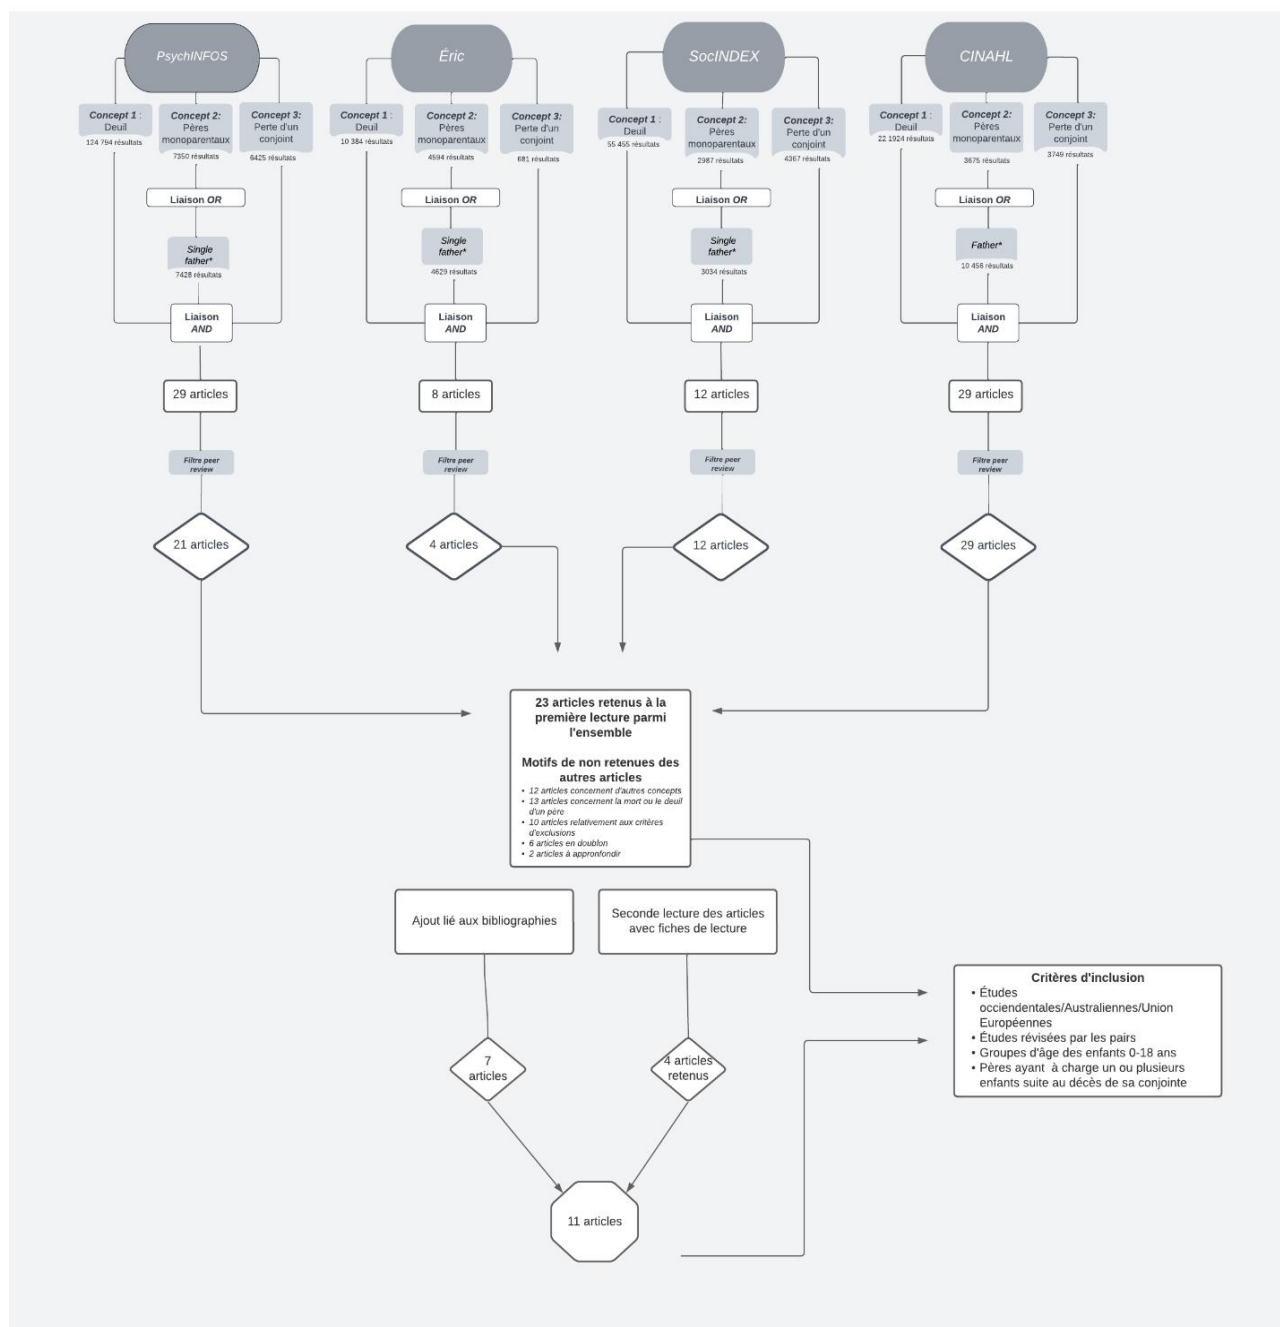 PsychINFOS
Concept 1 :
Deuil
124 794 résultats
Concept 2:
Pères
monoparentaux
7350 résultats
Concept 3:
Perte d'un
conjoint
6425 résultats
Liaison OR
Single
father*
7428 résultats
Liaison
AND
29 articles
Filtre peer
review
21 articles
Éric
Concept 1 :
Deuil
10 384 résultats
Concept 2:
Pères
monoparentaux
4594 résultats
Concept 3:
Perte d'un
conjoint
681 résultats
Liaison OR
Single
father*
4629 résultats
Liaison
AND
8 articles
Filtre peer
review
4 articles
SocINDEX
Concept 1 :
Deuil
55 455 résultats
Concept 2:
Pères
monoparentaux
2987 résultats
Concept 3:
Perte d'un
conjoint
4367 résultats
Liaison OR
Single
father*
3034 résultats
Liaison
AND
12 articles
Filtre peer
review
12 articles
CINAHL
Concept 1 :
Deuil
22 1924 résultats
Concept 2:
Pères
monoparentaux
3675 résultats
Concept 3:
Perte d'un
conjoint
3749 résultats
Liaison OR
Father*
10 456 résultats
Liaison
AND
29 articles
Filtre peer
review
29 articles
23 articles retenus à la
première lecture parmi
l'ensemble
Motifs de non retenues des
autres articles
• 12 articles concernent d'autres concepts
• 13 articles concernent la mort ou le deuil
d'un père
• 10 articles relativement aux critères
d'exclusions
• 6 articles en doublon
• 2 articles à appronfondir
Ajout lié aux bibliographies
Seconde lecture des articles
avec fiches de lecture
7
articles
4 articles
retenus
11 articles
Critères d'inclusion
• Études
occiendentales/Australiennes/Union
Européennes
• Études révisées par les pairs
• Groupes d'âge des enfants 0-18 ans
• Pères ayant à charge un ou plusieurs
enfants suite au décès de sa conjointe